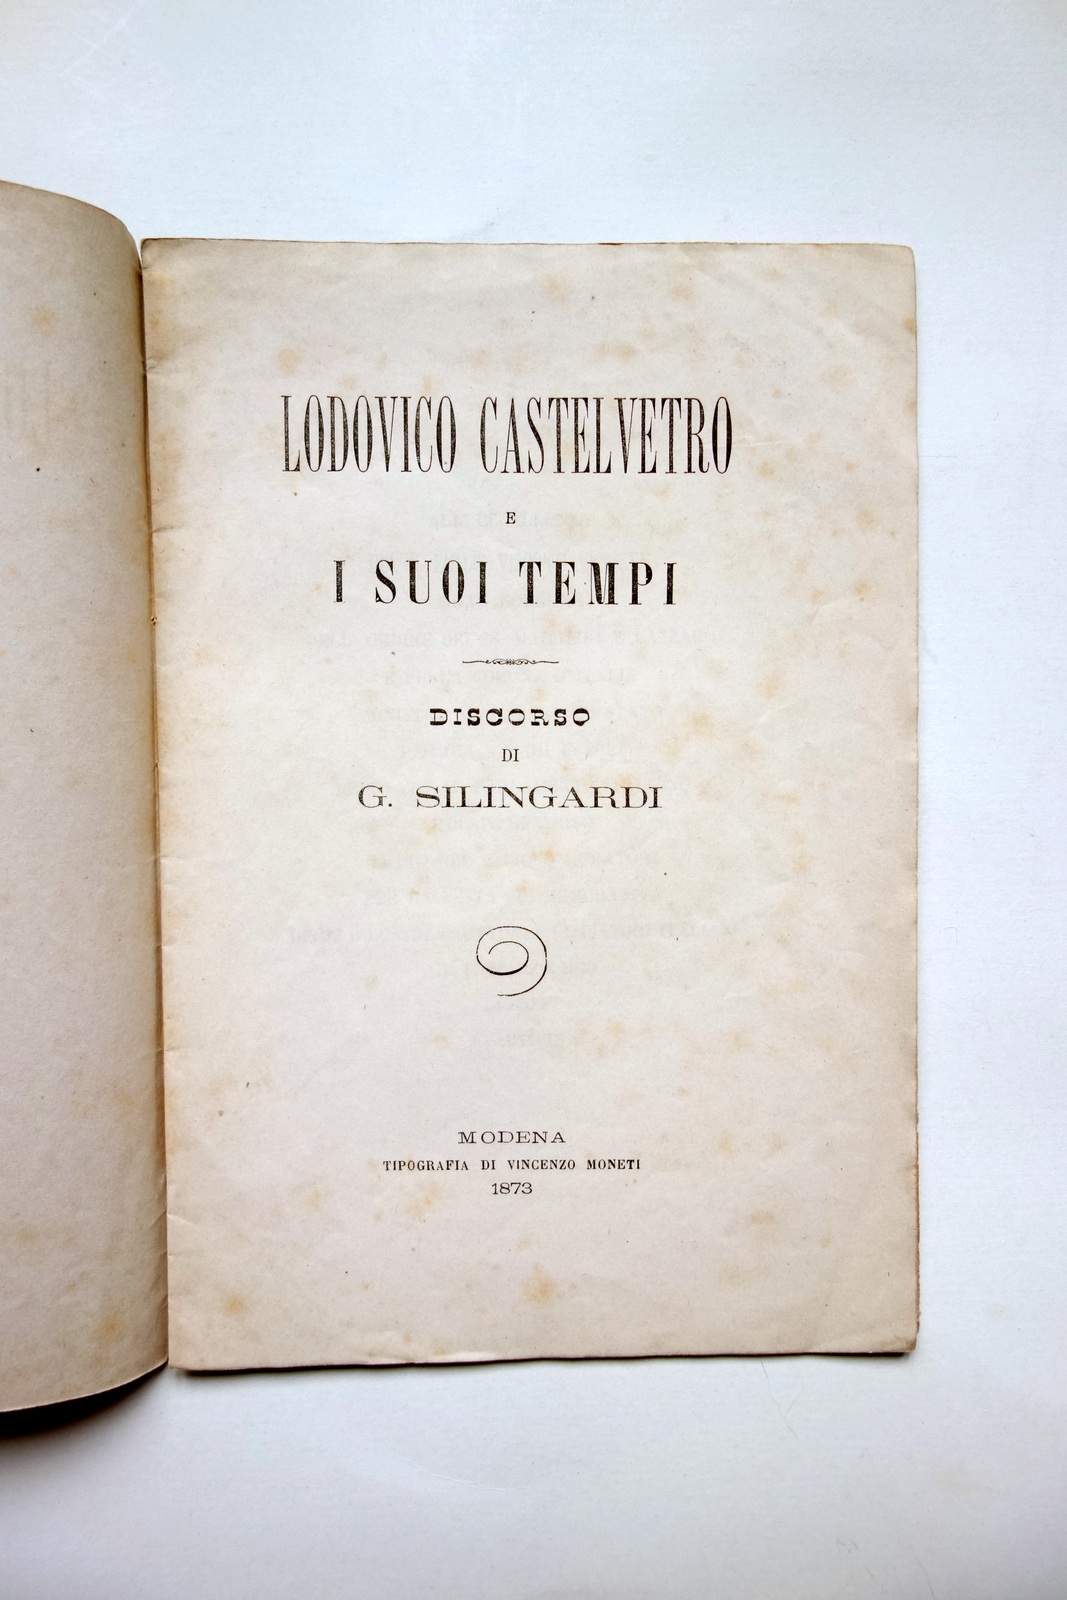 LODOVICO CASTELVETRO
E
I SUOI TEMPI
DISCORSO
DI
G. SILINGARDI
MODENA
TIPOGRAFIA DI VINCENZO MONETI
1873